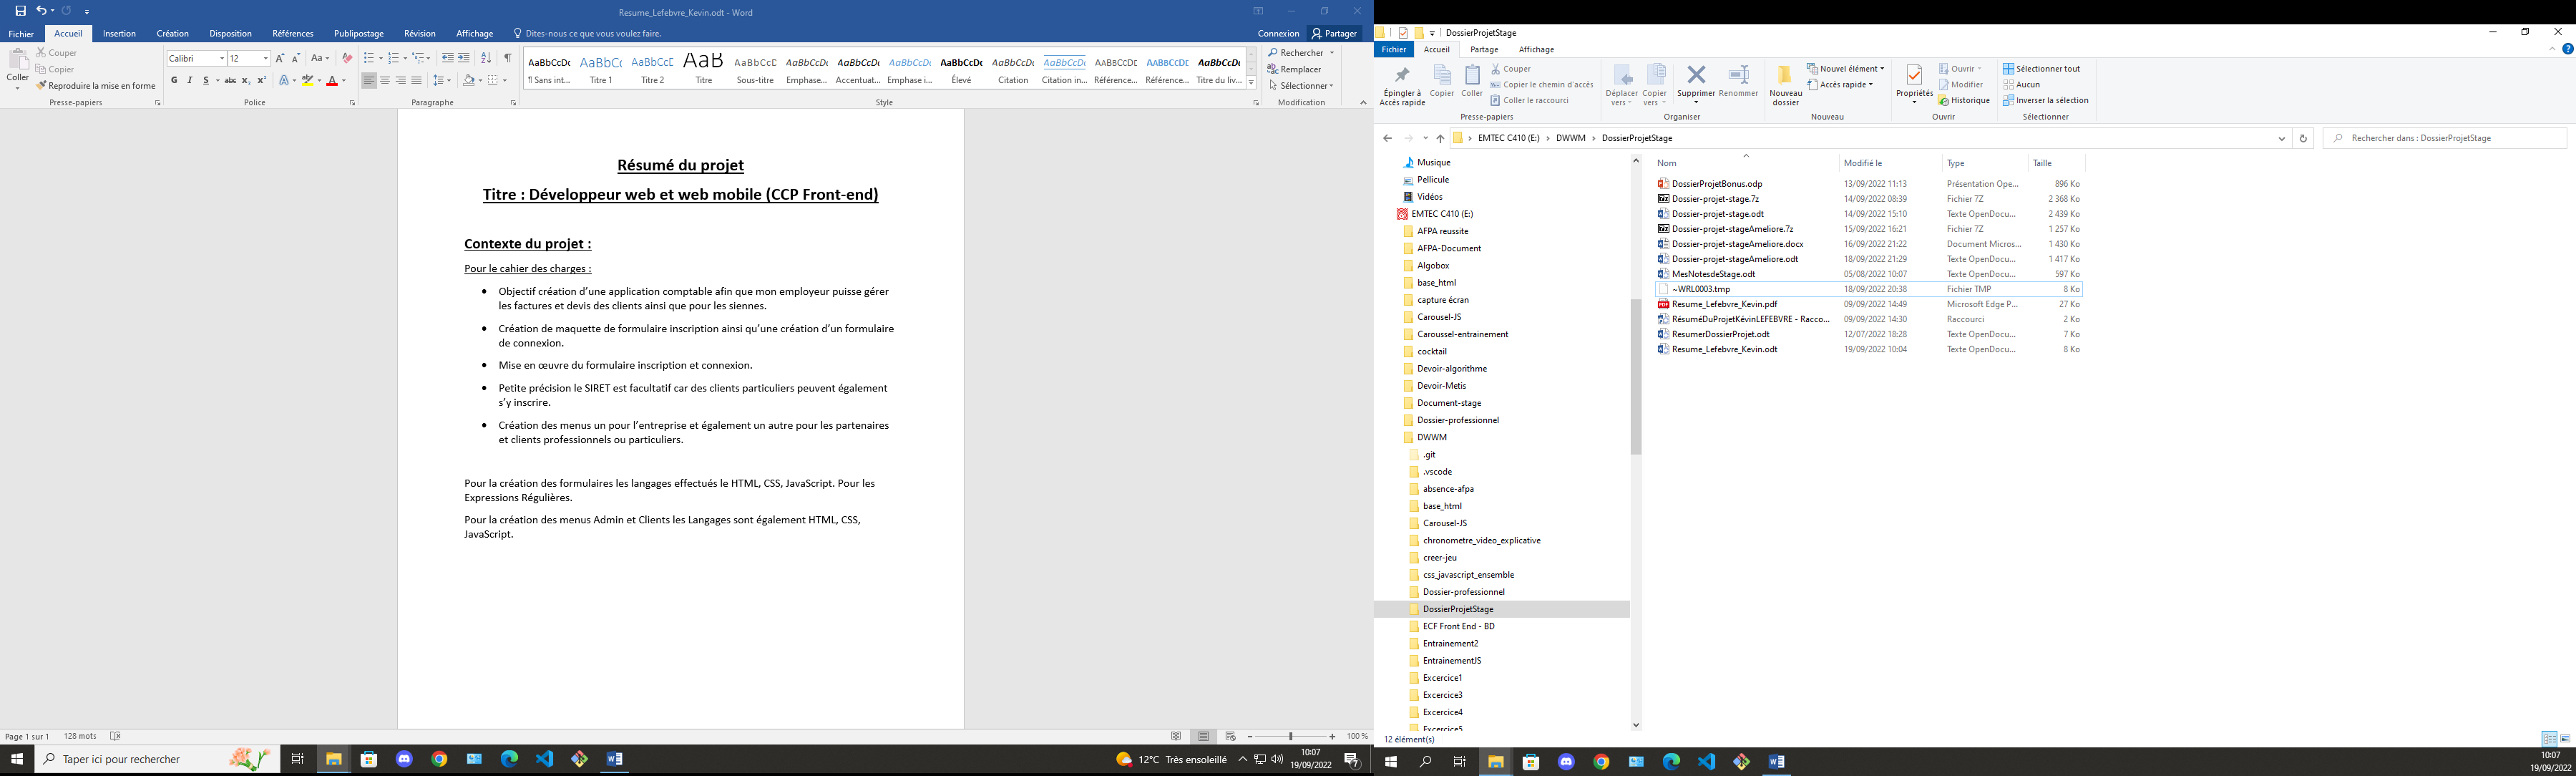 Resume_Lefebvre_Kevin.odt - Word
Fichier Accueil Insertion Création Disposition Références Publipostage Révision Affichage Dites-nous ce que vous voulez faire. Connexion Partager
Coller
Couper
Copier
Reproduire la mise en forme
Presse-papiers
Calibri 12
Police
Paragraphe
AaBbCcDc AaBbCc AaBbCcD AaB AaBbCcD AaBbCcDc AaBbCcDc AaBbCcDc AaBbCcDc AaBbCcDc AaBbCcDc AABBCCDC AABBCCDC AaBbCcDc
¶ Sans int... Titre 1 Titre 2 Titre Sous-titre Emphase... Accentuat... Emphase i... Élevé Citation Citation in... Référence... Référence... Titre du liv...
Style
Rechercher
Remplacer
Sélectionner
Modification
Résumé du projet
Titre : Développeur web et web mobile (CCP Front-end)
Contexte du projet :
Pour le cahier des charges :
• Objectif création d’une application comptable afin que mon employeur puisse gérer
les factures et devis des clients ainsi que pour les siennes.
• Création de maquette de formulaire inscription ainsi qu’une création d’un formulaire
de connexion.
• Mise en œuvre du formulaire inscription et connexion.
• Petite précision le SIRET est facultatif car des clients particuliers peuvent également
s’y inscrire.
• Création des menus un pour l’entreprise et également un autre pour les partenaires
et clients professionnels ou particuliers.
Pour la création des formulaires les langages effectués le HTML, CSS, JavaScript. Pour les
Expressions Régulières.
Pour la création des menus Admin et Clients les Langages sont également HTML, CSS,
JavaScript.
Page 1 sur 1 128 mots
100 %
Taper ici pour rechercher
12°C Très ensoleillé
10:07
19/09/2022
7
DossierProjetStage
Fichier Accueil Partage Affichage
Épingler à
Accès rapide
Copier
Coller
Couper
Copier le chemin d'accès
Coller le raccourci
Presse-papiers
Déplacer
vers
Copier
vers
Supprimer
Renommer
Organiser
Nouveau
dossier
Nouvel élément
Accès rapide
Nouveau
Propriétés
Ouvrir
Modifier
Historique
Ouvrir
Sélectionner tout
Aucun
Inverser la sélection
Sélectionner
EMTEC C410 (E:) > DWWM > DossierProjetStage
Rechercher dans : DossierProjetStage
Musique
Pellicule
Vidéos
EMTEC C410 (E:)
AFPA reussite
AFPA-Document
Algobox
base_html
capture écran
Carousel-JS
Caroussel-entrainement
cocktail
Devoir-algorithme
Devoir-Metis
Document-stage
Dossier-professionnel
DWWM
.git
.vscode
absence-afpa
base_html
Carousel-JS
chronometre_video_explicative
creer-jeu
css_javascript_ensemble
Dossier-professionnel
DossierProjetStage
ECF Front End - BD
Entrainement2
EntrainementJS
Excercice1
Excercice3
Excercice4
Excercice5
Nom Modifié le Type Taille
DossierProjetBonus.odp 13/09/2022 11:13 Présentation Ope... 896 Ko
Dossier-projet-stage.7z 14/09/2022 08:39 Fichier 7Z 2 368 Ko
Dossier-projet-stage.odt 14/09/2022 15:10 Texte OpenDocu... 2 439 Ko
Dossier-projet-stageAmeliore.7z 15/09/2022 16:21 Fichier 7Z 1 257 Ko
Dossier-projet-stageAmeliore.docx 16/09/2022 21:22 Document Micros... 1 430 Ko
Dossier-projet-stageAmeliore.odt 18/09/2022 21:29 Texte OpenDocu... 1 417 Ko
MesNotesdeStage.odt 05/08/2022 10:07 Texte OpenDocu... 597 Ko
~WRL0003.tmp 18/09/2022 20:38 Fichier TMP 8 Ko
Resume_Lefebvre_Kevin.pdf 09/09/2022 14:49 Microsoft Edge P... 27 Ko
RésuméDuProjetKévinLEFEBVRE - Racco... 09/09/2022 14:30 Raccourci 2 Ko
ResumerDossierProjet.odt 12/07/2022 18:28 Texte OpenDocu... 7 Ko
Resume_Lefebvre_Kevin.odt 19/09/2022 10:04 Texte OpenDocu... 8 Ko
12 élément(s)
10:07
19/09/2022